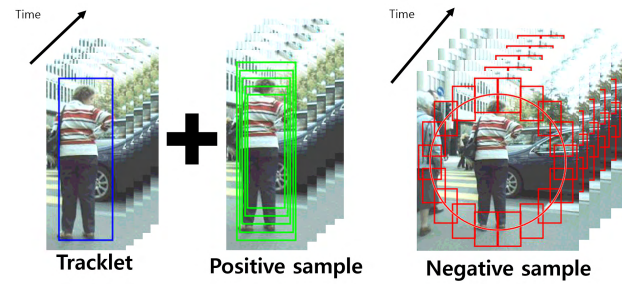 Time
Time
Tracklet
Positive sample
Negative sample